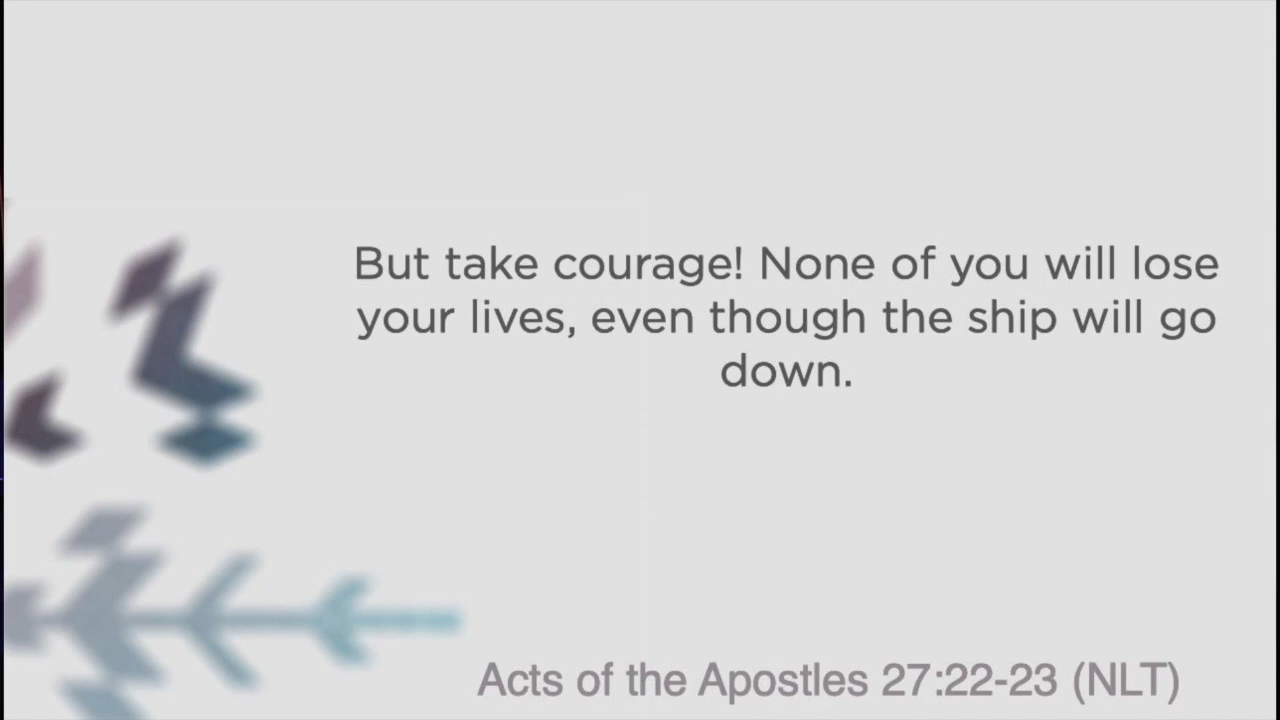 But take courage! None of you will lose
your lives, even though the ship will go
down.
Acts of the Apostles 27:22-23 (NLT)